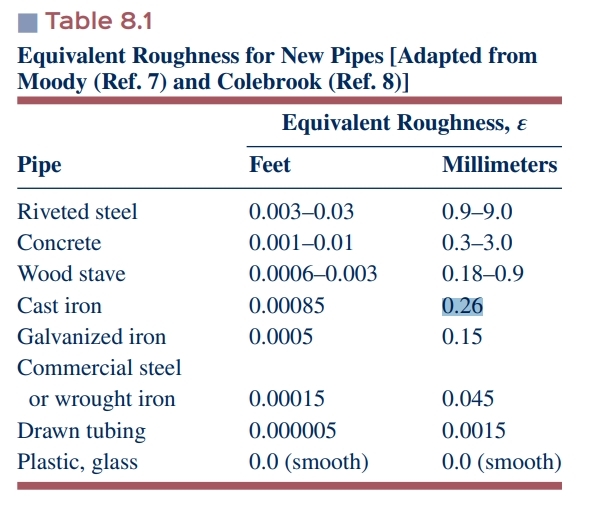 Table 8.1
Equivalent Roughness for New Pipes [Adapted from
Moody (Ref. 7) and Colebrook (Ref. 8)]
Equivalent Roughness, ε
Pipe Feet Millimeters
Riveted steel 0.003–0.03 0.9–9.0
Concrete 0.001–0.01 0.3–3.0
Wood stave 0.0006–0.003 0.18–0.9
Cast iron 0.00085 0.26
Galvanized iron 0.0005 0.15
Commercial steel
or wrought iron 0.00015 0.045
Drawn tubing 0.000005 0.0015
Plastic, glass 0.0 (smooth) 0.0 (smooth)